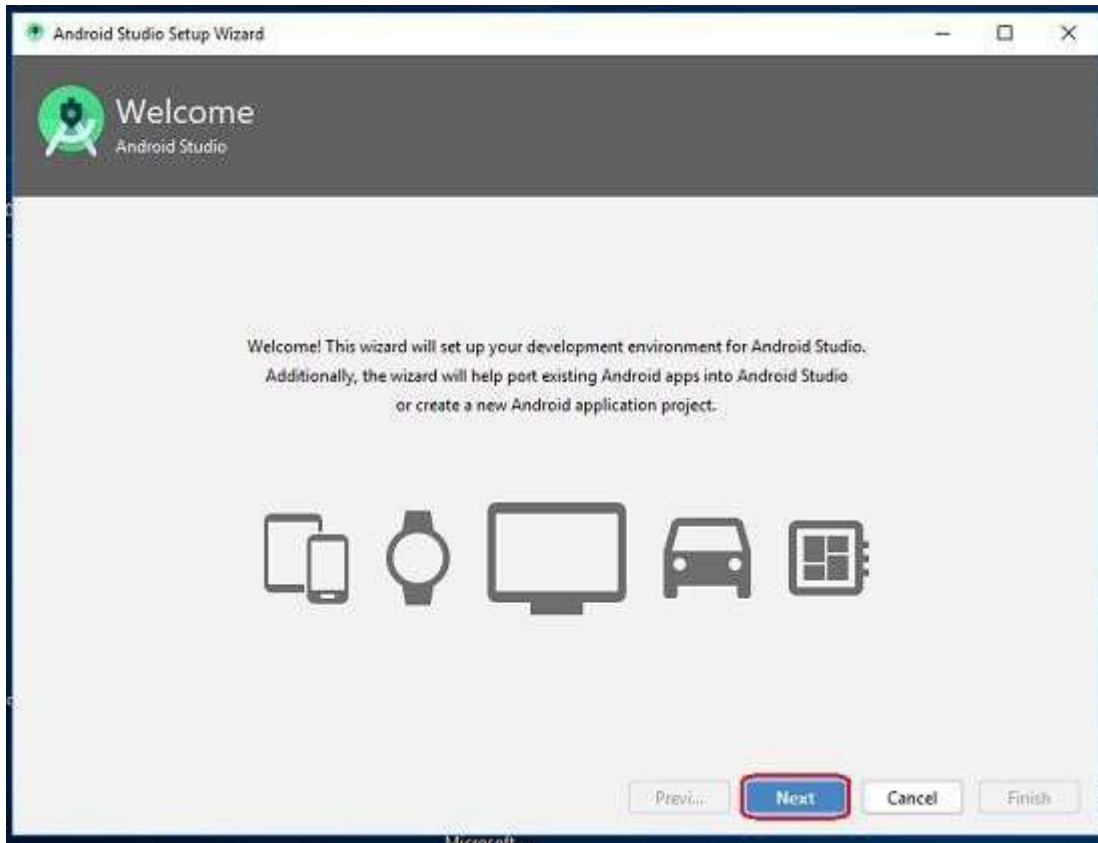 Android Studio Setup Wizard
Welcome
Android Studio
Welcome! This wizard will set up your development environment for Android Studio.
Additionally, the wizard will help port existing Android apps into Android Studio
or create a new Android application project.
Previ... Next Cancel Finish
Microsoft